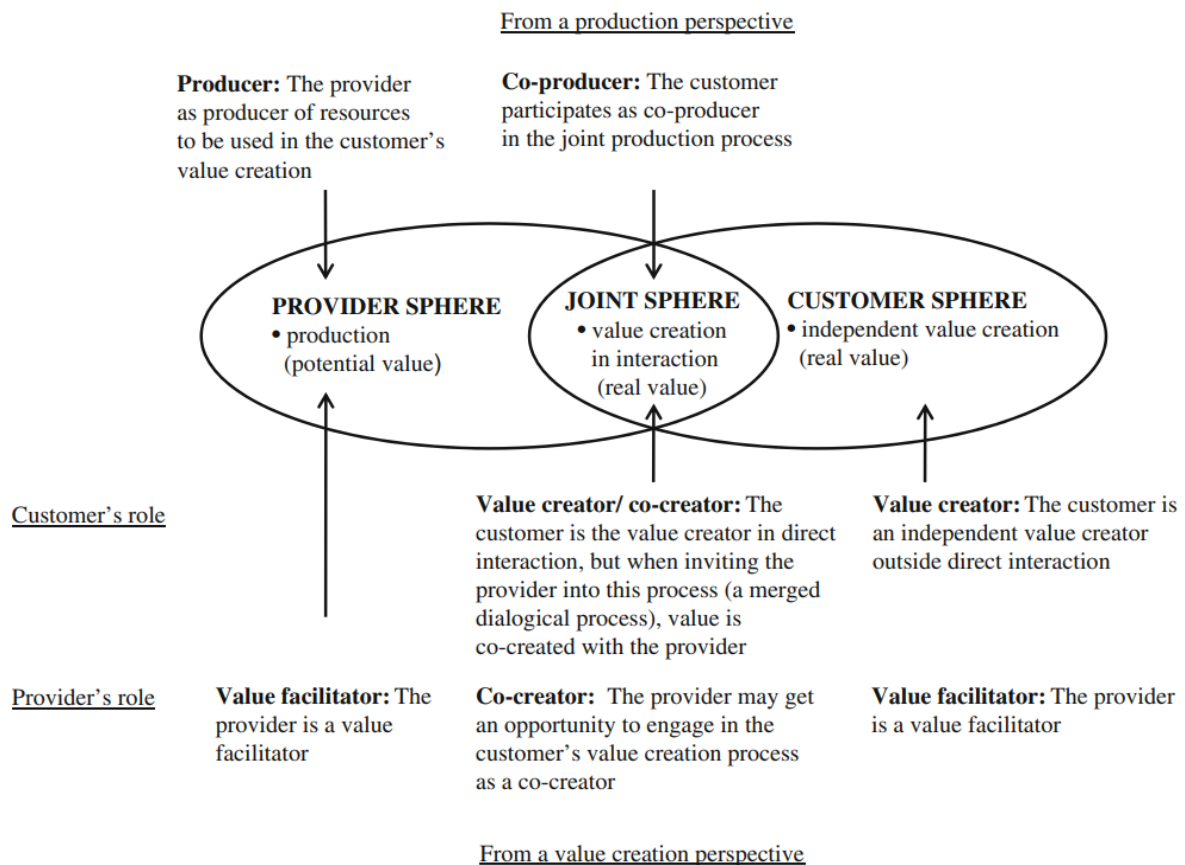 From a production perspective
Producer: The provider
as producer of resources
to be used in the customer's
value creation
Co-producer: The customer
participates as co-producer
in the joint production process
PROVIDER SPHERE
• production
(potential value)
JOINT SPHERE
• value creation
in interaction
(real value)
CUSTOMER SPHERE
• independent value creation
(real value)
Customer's role
Value creator/ co-creator: The
customer is the value creator in direct
interaction, but when inviting the
provider into this process (a merged
dialogical process), value is
co-created with the provider
Value creator: The customer is
an independent value creator
outside direct interaction
Provider's role
Value facilitator: The
provider is a value
facilitator
Co-creator: The provider may get
an opportunity to engage in the
customer's value creation process
as a co-creator
Value facilitator: The provider
is a value facilitator
From a value creation perspective